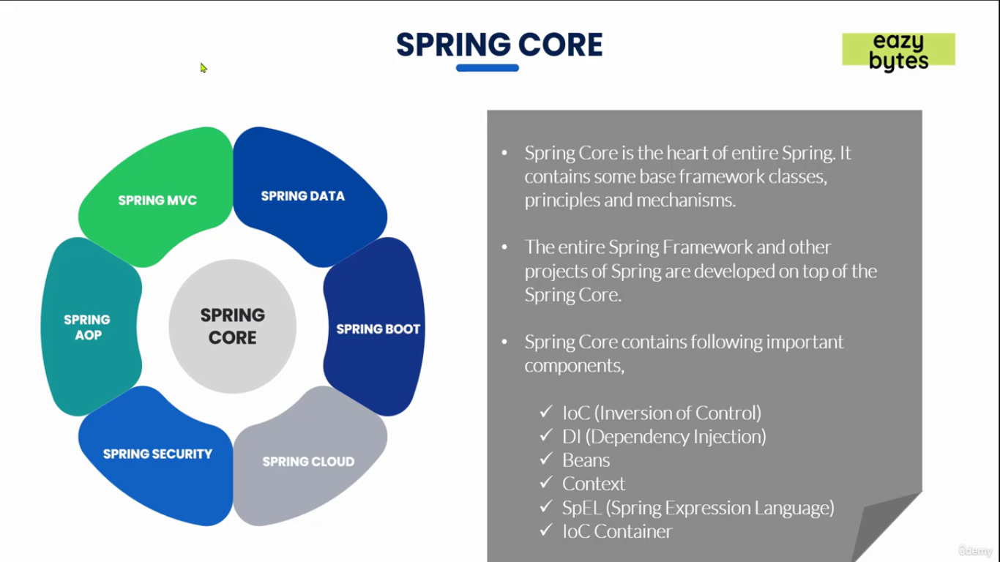 SPRING CORE
eazy
bytes
SPRING MVC
SPRING DATA
SPRING
AOP
SPRING
CORE
SPRING BOOT
SPRING SECURITY
SPRING CLOUD
• Spring Core is the heart of entire Spring. It
contains some base framework classes,
principles and mechanisms.
• The entire Spring Framework and other
projects of Spring are developed on top of the
Spring Core.
• Spring Core contains following important
components,
✓ IoC (Inversion of Control)
✓ DI (Dependency Injection)
✓ Beans
✓ Context
✓ SpEL (Spring Expression Language)
✓ IoC Container
ûdemy